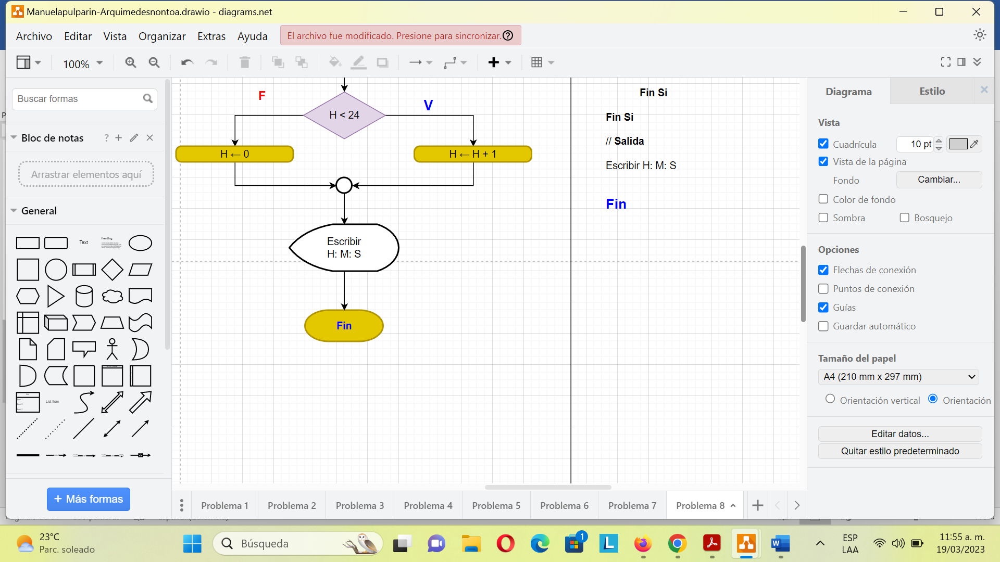 Manuelapulparin-Arquimedesnontoa.drawio - diagrams.net
Archivo Editar Vista Organizar Extras Ayuda El archivo fue modificado. Presione para sincronizar.
100%
Buscar formas
Bloc de notas
Arrastrar elementos aquí
General
Text
Heading
List
List Item
+ Más formas
F
V
H < 24
H ← 0
H ← H + 1
Escribir
H: M: S
Fin
Fin Si
Fin Si
// Salida
Escribir H: M: S
Fin
Diagrama Estilo
Vista
Cuadrícula 10 pt
Vista de la página
Fondo Cambiar...
Color de fondo
Sombra Bosquejo
Opciones
Flechas de conexión
Puntos de conexión
Guías
Guardar automático
Tamaño del papel
A4 (210 mm x 297 mm)
Orientación vertical Orientación
Editar datos...
Quitar estilo predeterminado
Problema 1 Problema 2 Problema 3 Problema 4 Problema 5 Problema 6 Problema 7 Problema 8
23°C
Parc. soleado
Búsqueda
1
ESP
LAA
11:55 a. m.
19/03/2023